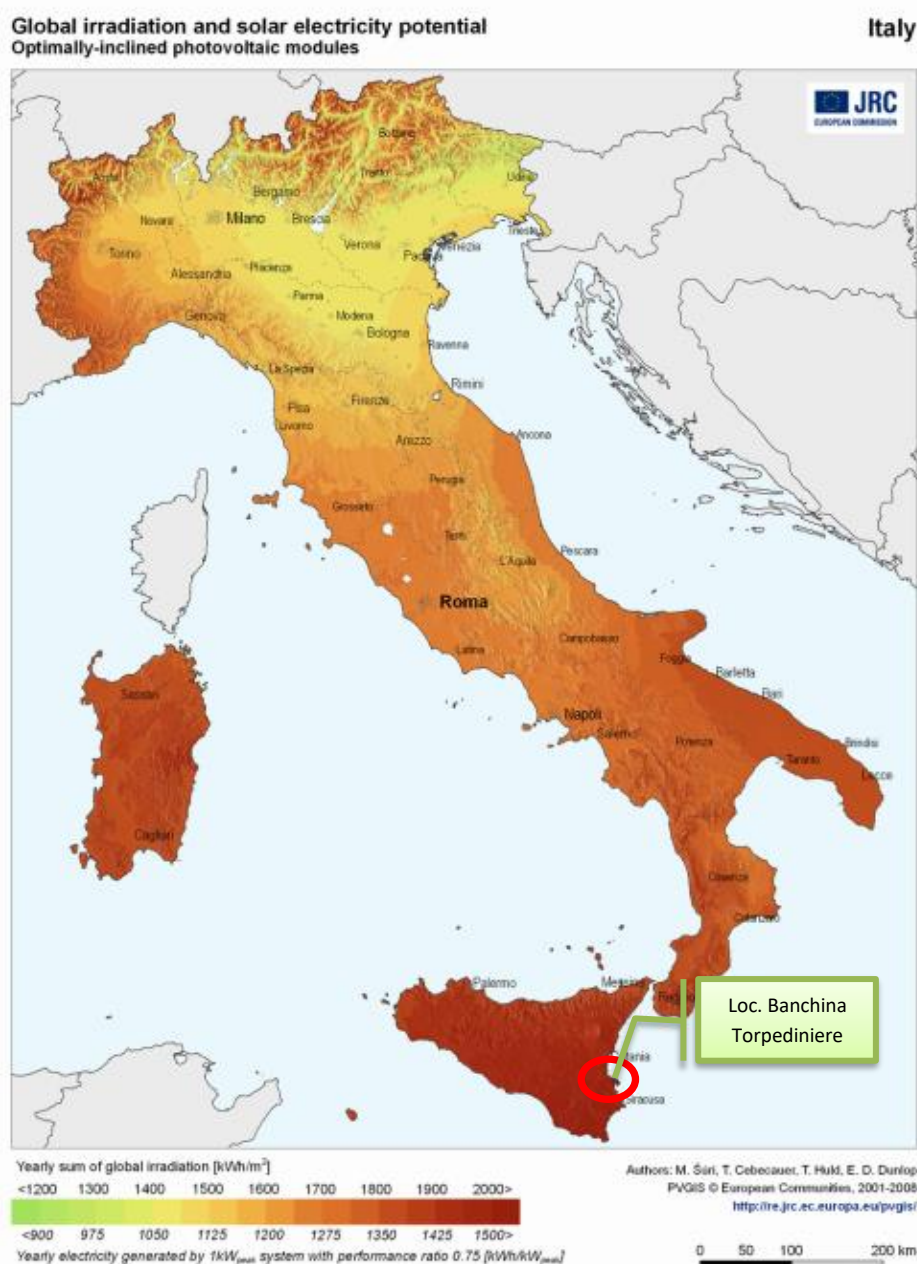 Global irradiation and solar electricity potential
Optimally-inclined photovoltaic modules
Italy
JRC
EUROPEAN COMMISSION
Bolzano
Aosta
Trento
Udine
Bergamo
Novara
Milano
Brescia
Trieste
Verona
Padova
Venezia
Torino
Piacenza
Alessandria
Parma
Genova
Modena
Bologna
Ravenna
La Spezia
Rimini
Pisa
Firenze
Livorno
Ancona
Arezzo
Perugia
Grosseto
Terni
Pescara
L'Aquila
Roma
Campobasso
Latina
Foggia
Barletta
Bari
Sassari
Napoli
Salerno
Potenza
Brindisi
Taranto
Lecce
Cagliari
Cosenza
Catanzaro
Palermo
Messina
Loc. Banchina
Torpediniere
Siracusa
Yearly sum of global irradiation [kWh/m²]
<1200 1300 1400 1500 1600 1700 1800 1900 2000>
<900 975 1050 1125 1200 1275 1350 1425 1500>
Yearly electricity generated by 1kWpeak system with performance ratio 0.75 [kWh/kWpeak]
Authors: M. Šúri, T. Cebecauer, T. Huld, E. D. Dunlop
PVGIS © European Communities, 2001-2008
http://re.jrc.ec.europa.eu/pvgis/
0 50 100 200 km